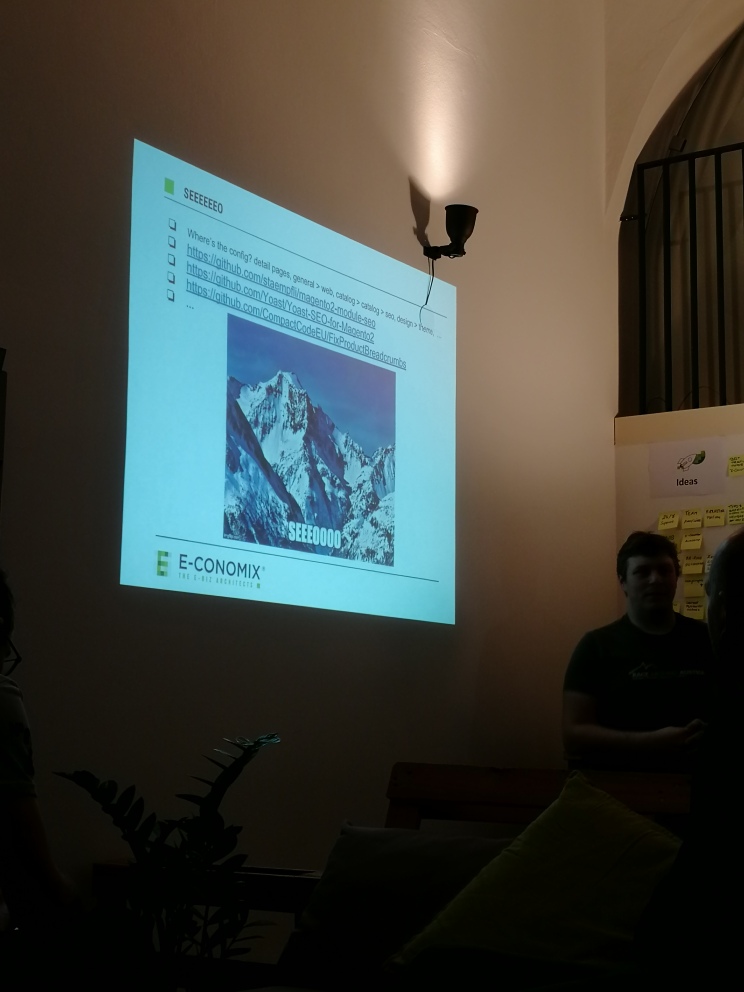 SEEEEEEO
Where's the config? detail pages, general > web, catalog > catalog > seo, design > theme, ...
https://github.com/staempfli/magento2-module-seo
https://github.com/Yoast/Yoast-SEO-for-Magento2
https://github.com/CompactCodeEU/FixProductBreadcrumbs
...
SEEEOOOO
E-CONOMIX®
THE E-BIZ ARCHITECTS
Ideas